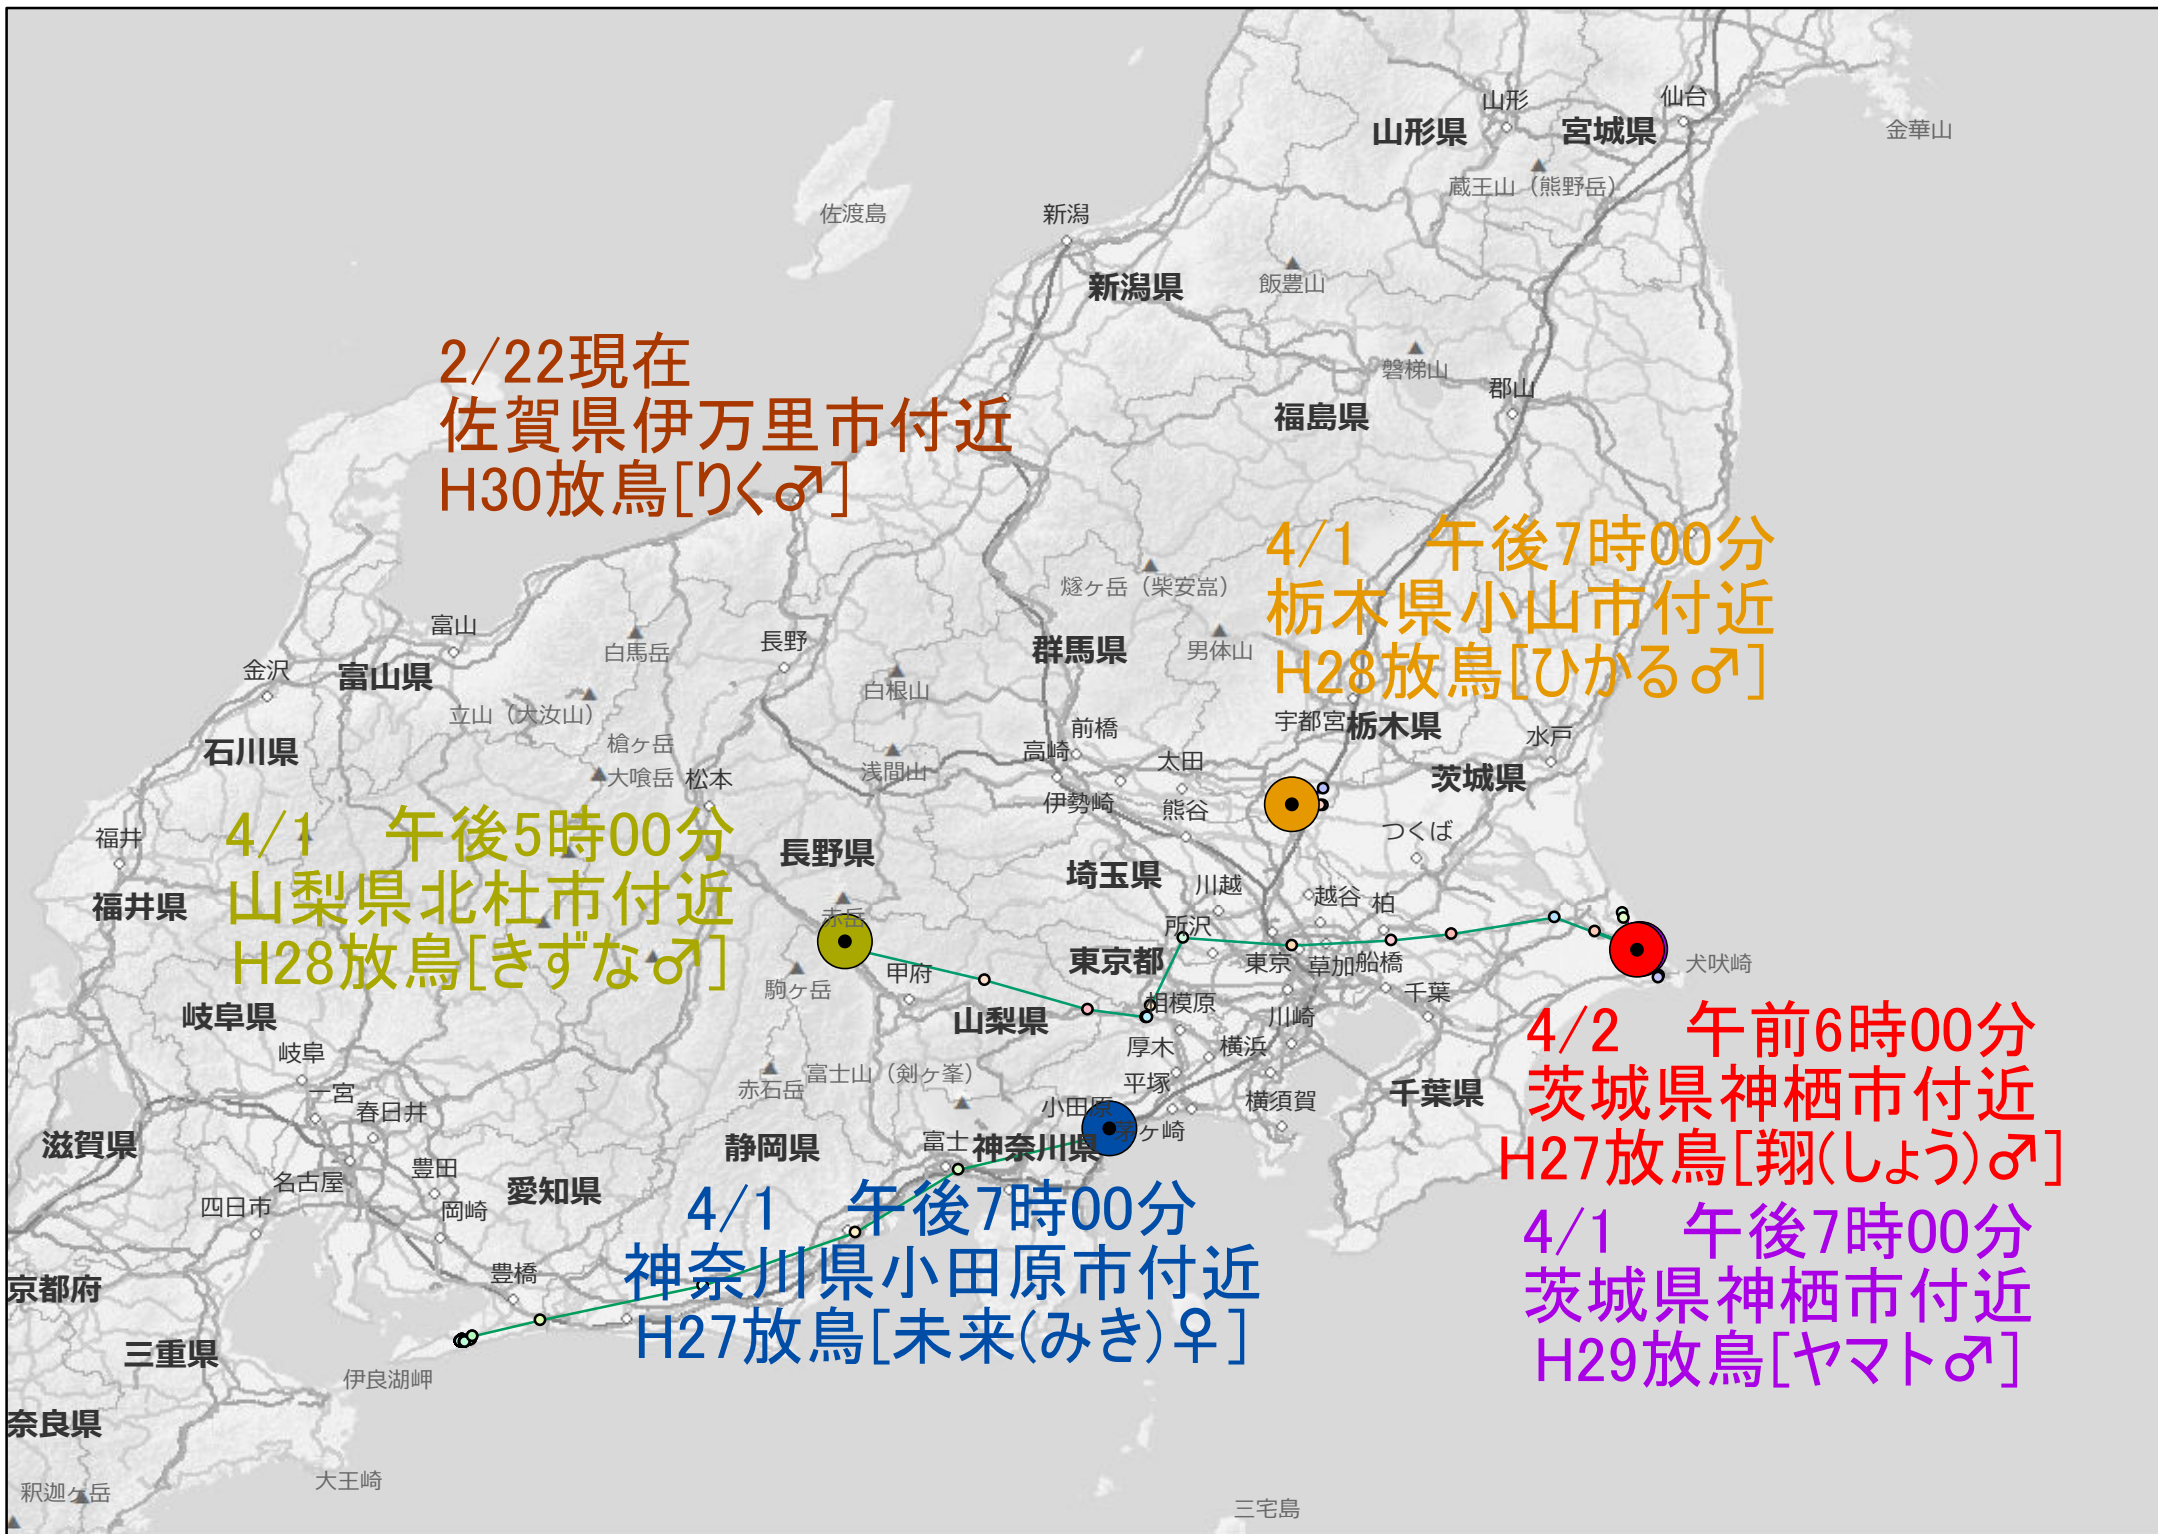 山形
仙台
山形県
宮城県
金華山
蔵王山（熊野岳）
佐渡島
新潟
新潟県
飯豊山
磐梯山
郡山
福島県
2/22現在
佐賀県伊万里市付近
H30放鳥[りく♂]
4/1　午後7時00分
栃木県小山市付近
H28放鳥[ひかる♂]
燧ヶ岳（柴安嵓）
男体山
群馬県
富山
富山県
金沢
白馬岳
長野
白根山
立山（大汝山）
石川県
槍ヶ岳
大喰岳
松本
浅間山
高崎
前橋
太田
伊勢崎
熊谷
宇都宮
栃木県
水戸
茨城県
つくば
4/1　午後5時00分
山梨県北杜市付近
H28放鳥[きずな♂]
福井
福井県
長野県
赤岳
埼玉県
川越
越谷
柏
所沢
東京都
東京
草加
船橋
犬吠崎
甲府
駒ヶ岳
山梨県
相模原
千葉
川崎
岐阜県
岐阜
一宮
春日井
赤石岳
富士山（剣ヶ峯）
厚木
横浜
平塚
小田原
茅ヶ崎
横須賀
千葉県
4/2　午前6時00分
茨城県神栖市付近
H27放鳥[翔(しょう)♂]
4/1　午後7時00分
茨城県神栖市付近
H29放鳥[ヤマト♂]
滋賀県
静岡県
富士
神奈川県
名古屋
豊田
四日市
愛知県
岡崎
4/1　午後7時00分
神奈川県小田原市付近
H27放鳥[未来(みき)♀]
豊橋
京都府
三重県
伊良湖岬
奈良県
大王崎
釈迦ヶ岳
三宅島